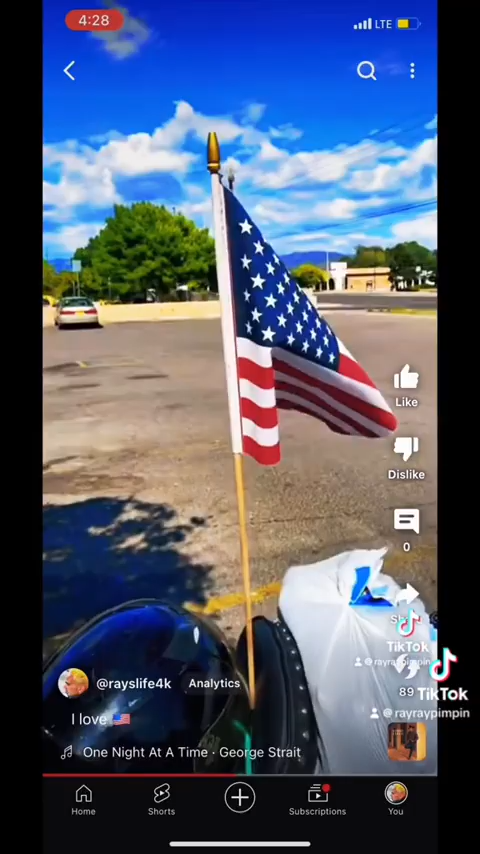 4:28
LTE
Like
Dislike
0
TikTok
@rayraypimpin
89
TikTok
@rayraypimpin
@rayslife4k
Analytics
I love 🇺🇸
One Night At A Time · George Strait
Home
Shorts
Subscriptions
You